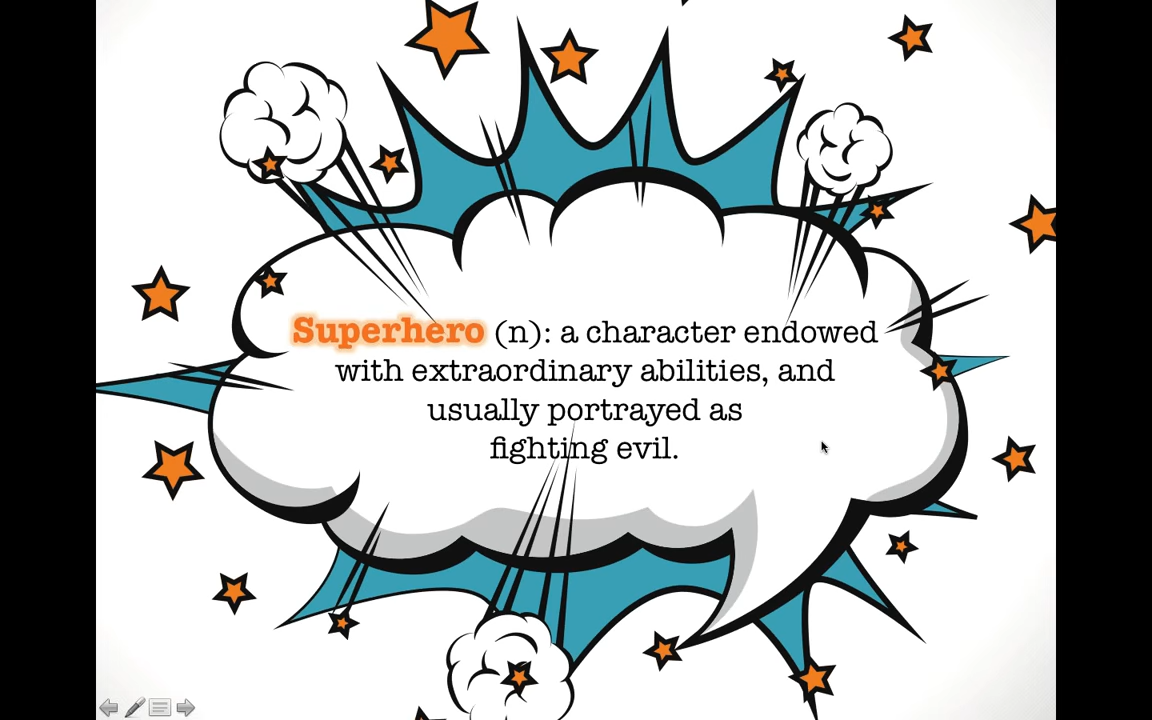 Superhero (n): a character endowed
with extraordinary abilities, and
usually portrayed as
fighting evil.